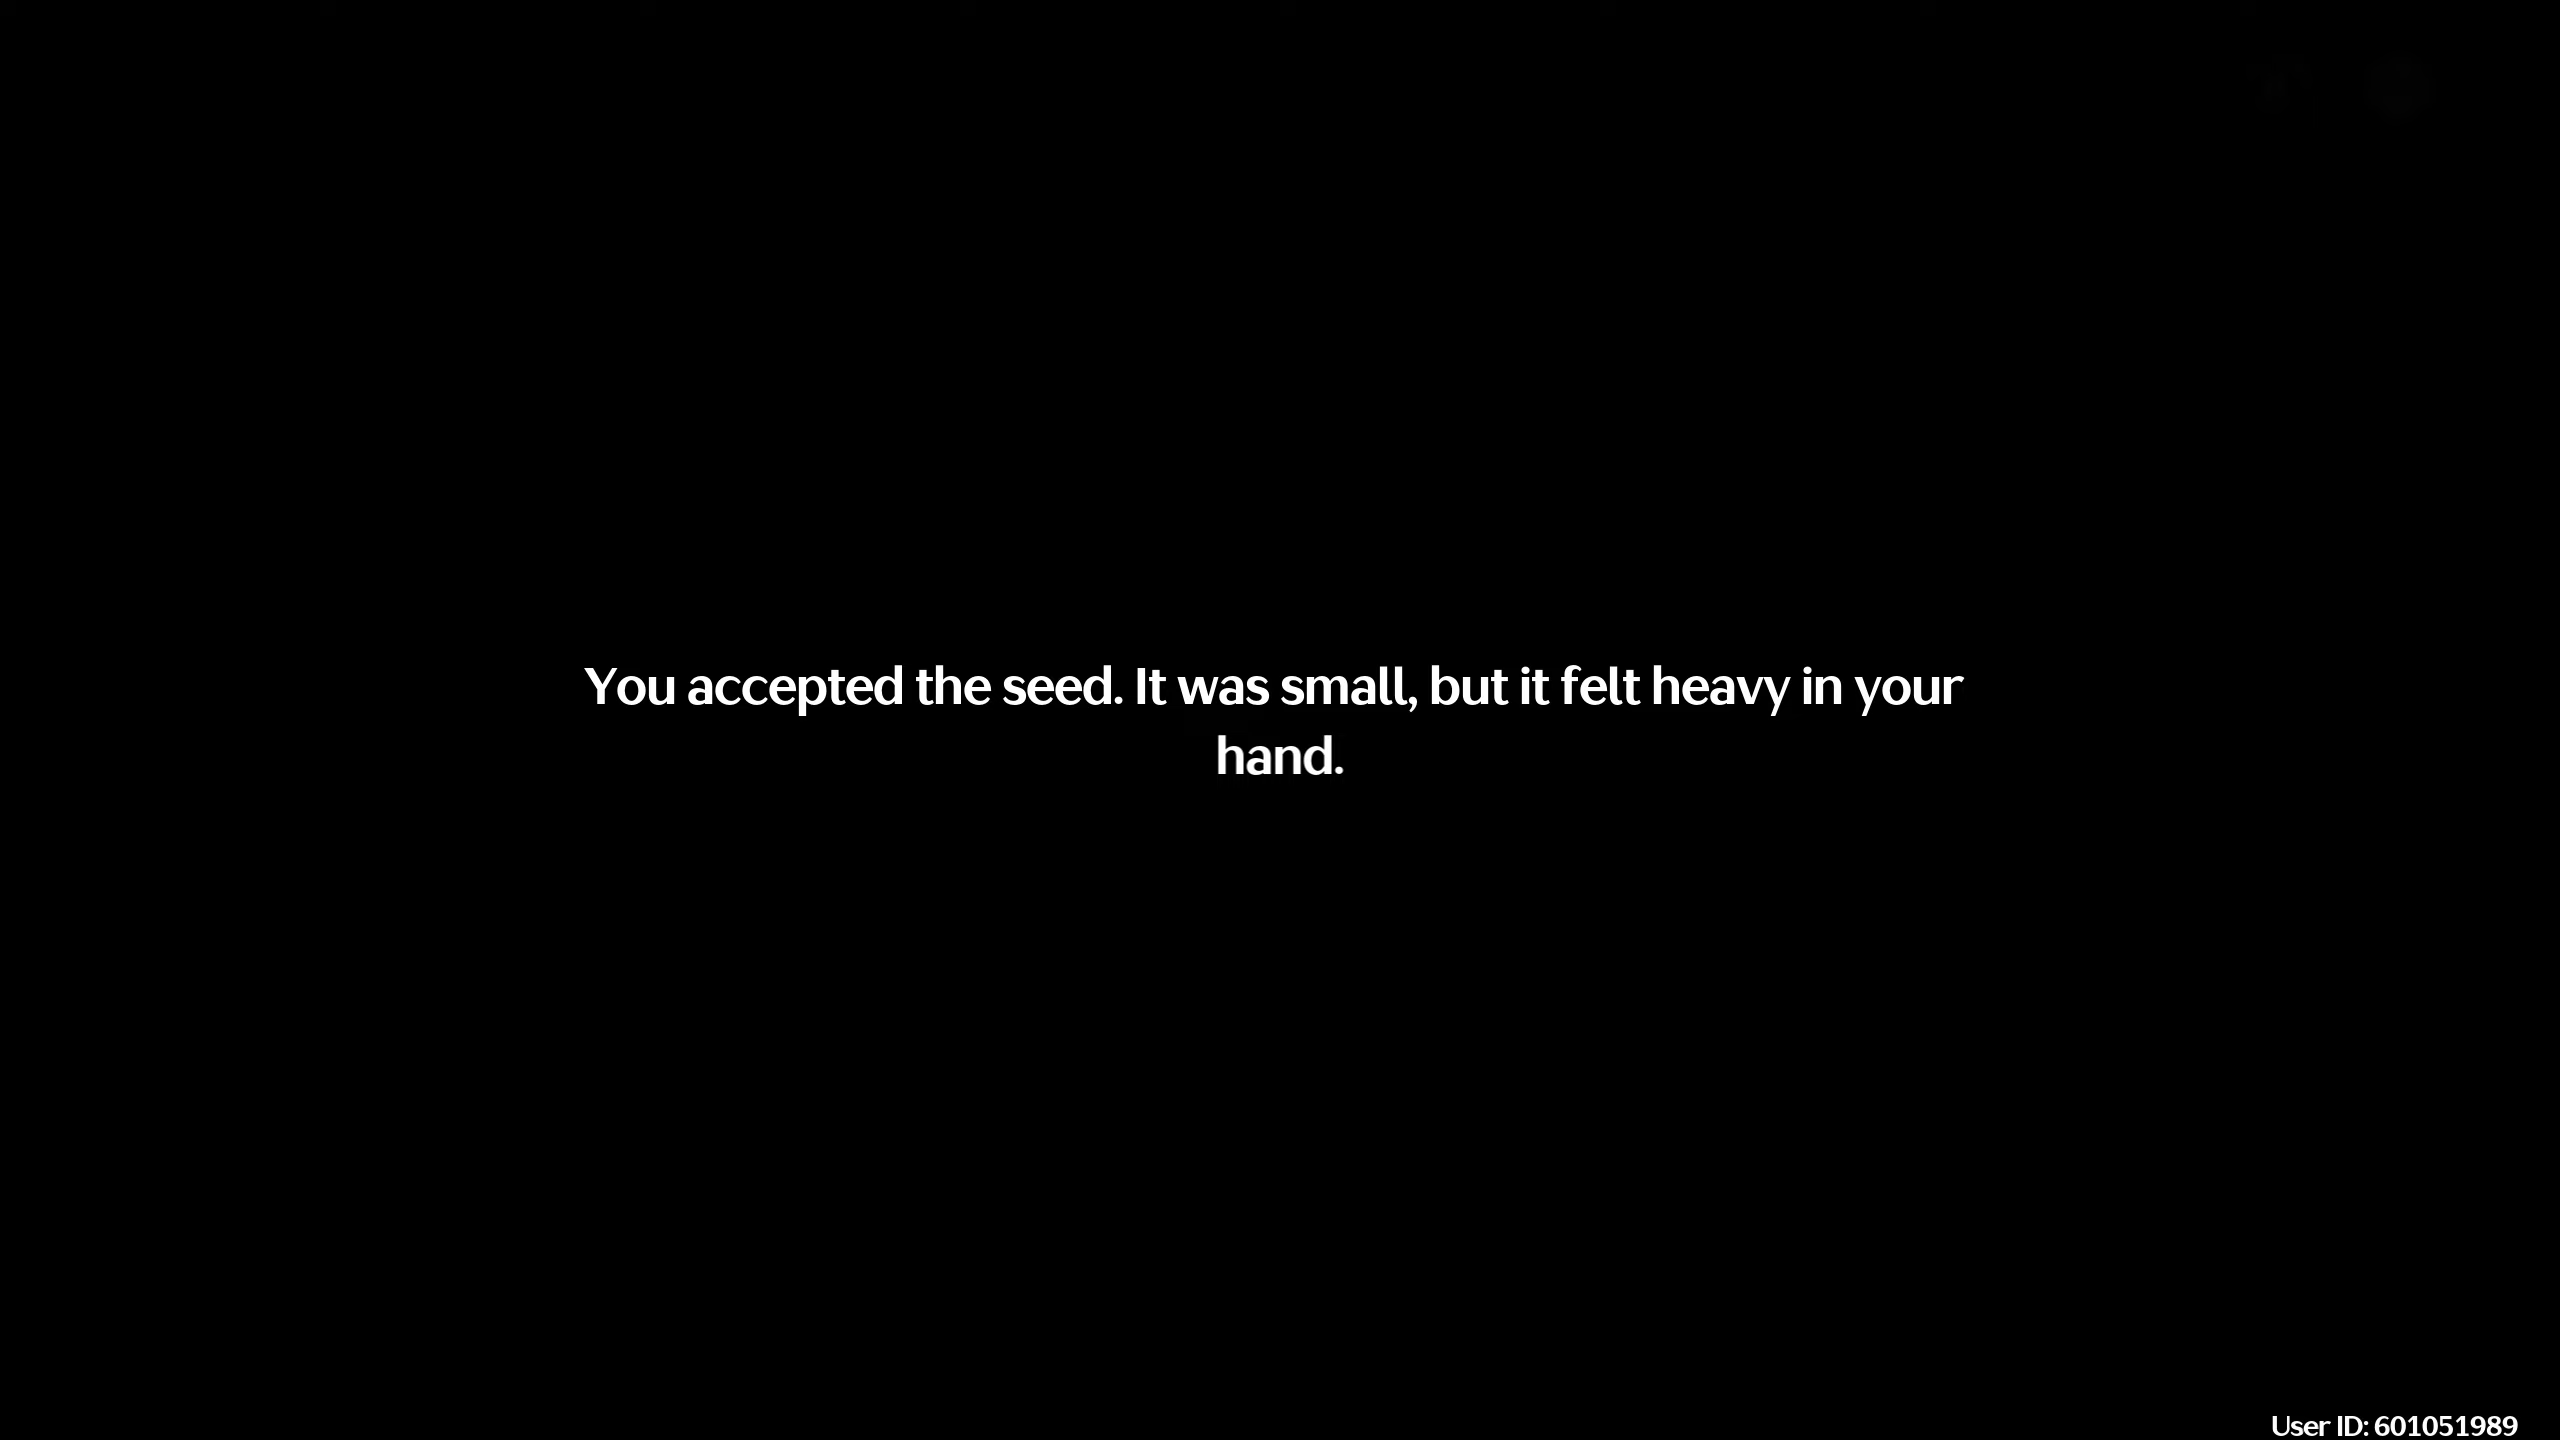 You accepted the seed. It was small, but it felt heavy in your
hand.
User ID: 601051989